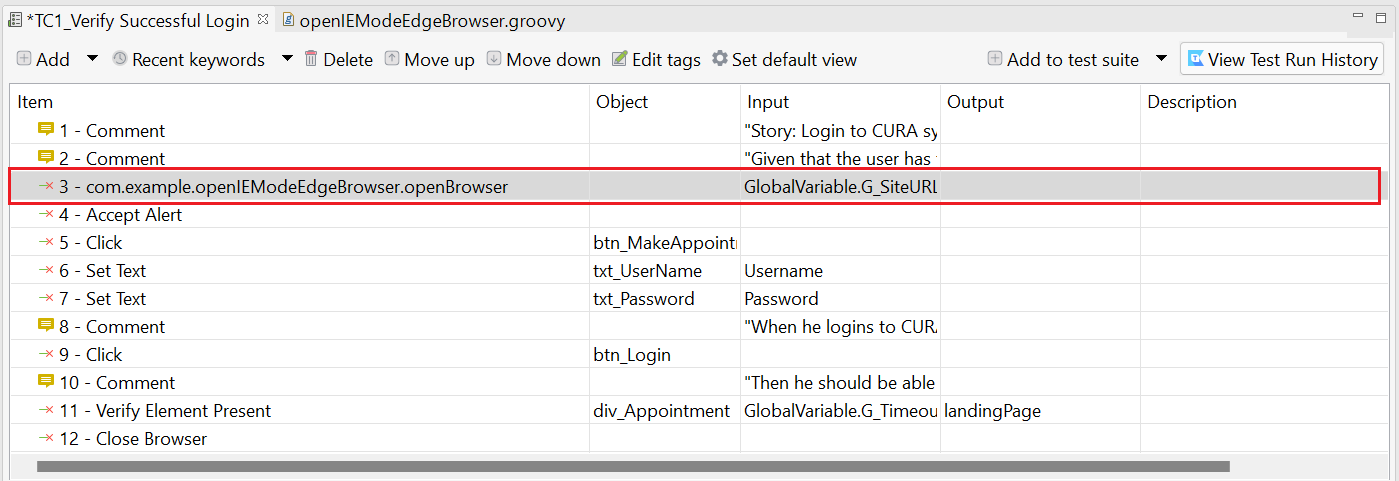 *TC1_Verify Successful Login openIEModeEdgeBrowser.groovy
Add Recent keywords Delete Move up Move down Edit tags Set default view Add to test suite View Test Run History
Item Object Input Output Description
1 - Comment "Story: Login to CURA sy
2 - Comment "Given that the user has
3 - com.example.openIEModeEdgeBrowser.openBrowser GlobalVariable.G_SiteURL
4 - Accept Alert
5 - Click btn_MakeAppoint
6 - Set Text txt_UserName Username
7 - Set Text txt_Password Password
8 - Comment "When he logins to CURA
9 - Click btn_Login
10 - Comment "Then he should be able
11 - Verify Element Present div_Appointment GlobalVariable.G_Timeou landingPage
12 - Close Browser